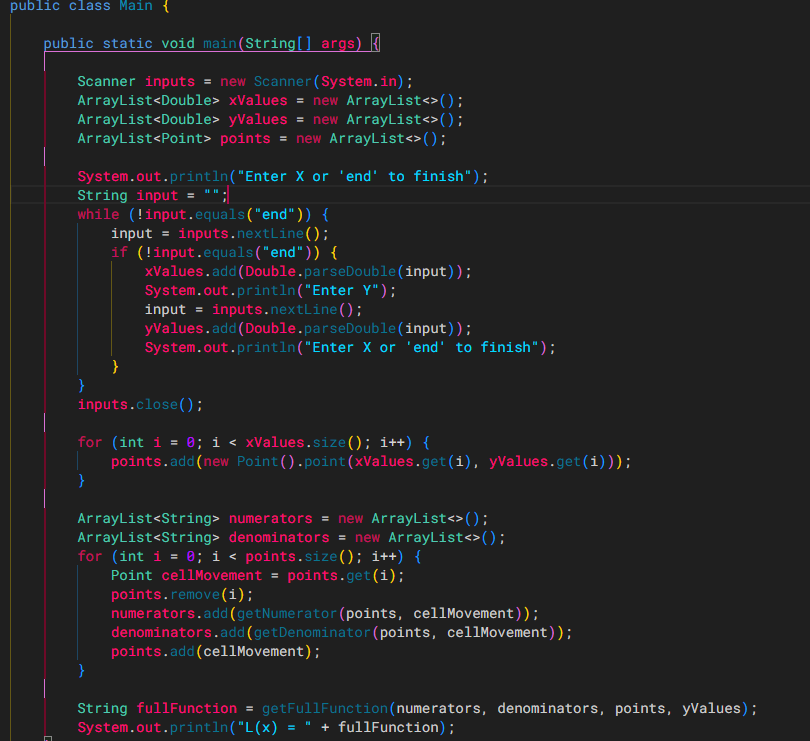 public class Main {
public static void main(String[] args) {
Scanner inputs = new Scanner(System.in);
ArrayList<Double> xValues = new ArrayList<>();
ArrayList<Double> yValues = new ArrayList<>();
ArrayList<Point> points = new ArrayList<>();
System.out.println("Enter X or 'end' to finish");
String input = "";
while (!input.equals("end")) {
input = inputs.nextLine();
if (!input.equals("end")) {
xValues.add(Double.parseDouble(input));
System.out.println("Enter Y");
input = inputs.nextLine();
yValues.add(Double.parseDouble(input));
System.out.println("Enter X or 'end' to finish");
}
}
inputs.close();
for (int i = 0; i < xValues.size(); i++) {
points.add(new Point().point(xValues.get(i), yValues.get(i)));
}
ArrayList<String> numerators = new ArrayList<>();
ArrayList<String> denominators = new ArrayList<>();
for (int i = 0; i < points.size(); i++) {
Point cellMovement = points.get(i);
points.remove(i);
numerators.add(getNumerator(points, cellMovement));
denominators.add(getDenominator(points, cellMovement));
points.add(cellMovement);
}
String fullFunction = getFullFunction(numerators, denominators, points, yValues);
System.out.println("L(x) = " + fullFunction);